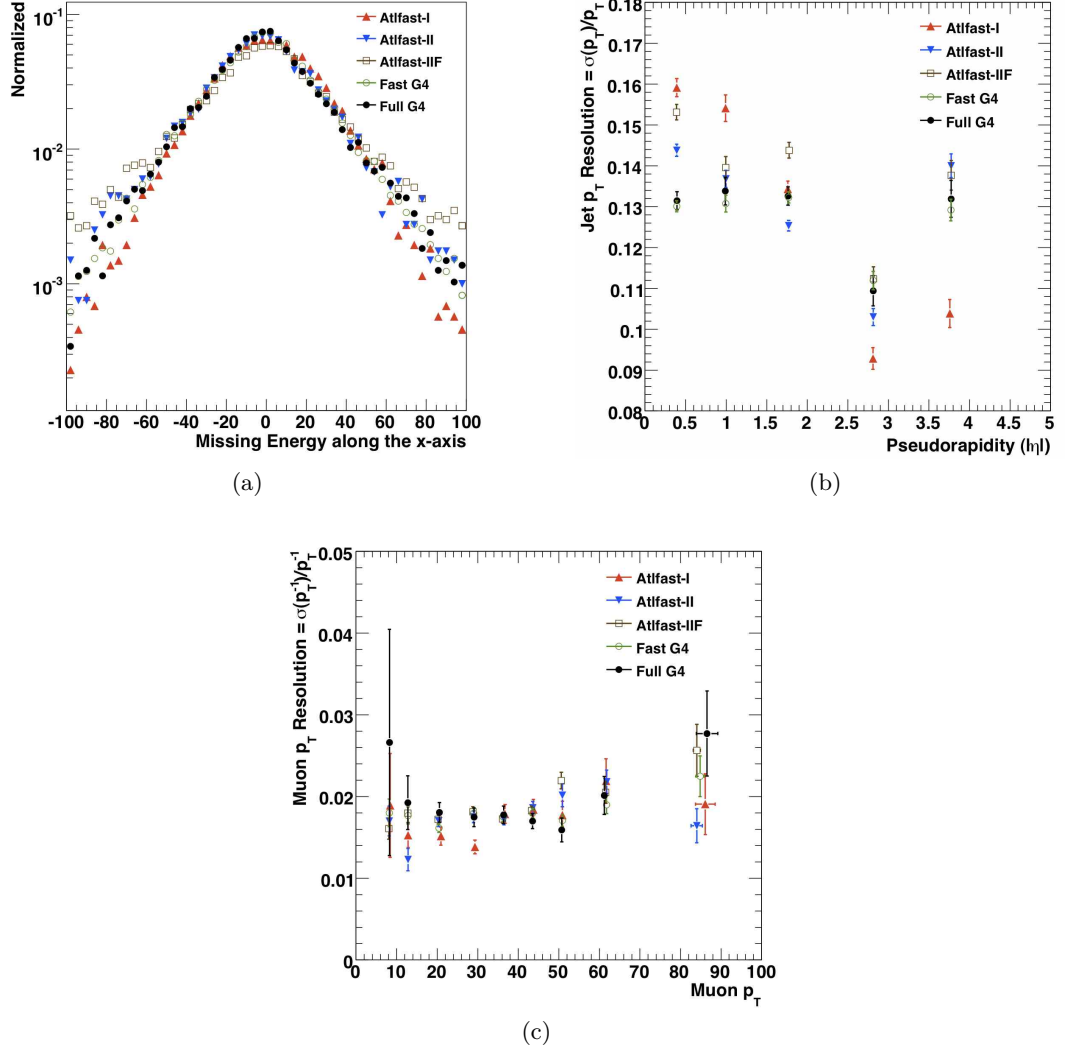 Normalized
10⁻¹
10⁻²
10⁻³
Atlfast-I
Atlfast-II
Atlfast-IIF
Fast G4
Full G4
-100 -80 -60 -40 -20 0 20 40 60 80 100
Missing Energy along the x-axis
(a)
Jet p_T Resolution = σ(p_T)/p_T
0.18
0.17
0.16
0.15
0.14
0.13
0.12
0.11
0.1
0.09
0.08
Atlfast-I
Atlfast-II
Atlfast-IIF
Fast G4
Full G4
0 0.5 1 1.5 2 2.5 3 3.5 4 4.5 5
Pseudorapidity (|η|)
(b)
Muon p_T Resolution = σ(p_T⁻¹)/p_T⁻¹
0.05
0.04
0.03
0.02
0.01
0
Atlfast-I
Atlfast-II
Atlfast-IIF
Fast G4
Full G4
0 10 20 30 40 50 60 70 80 90 100
Muon p_T
(c)